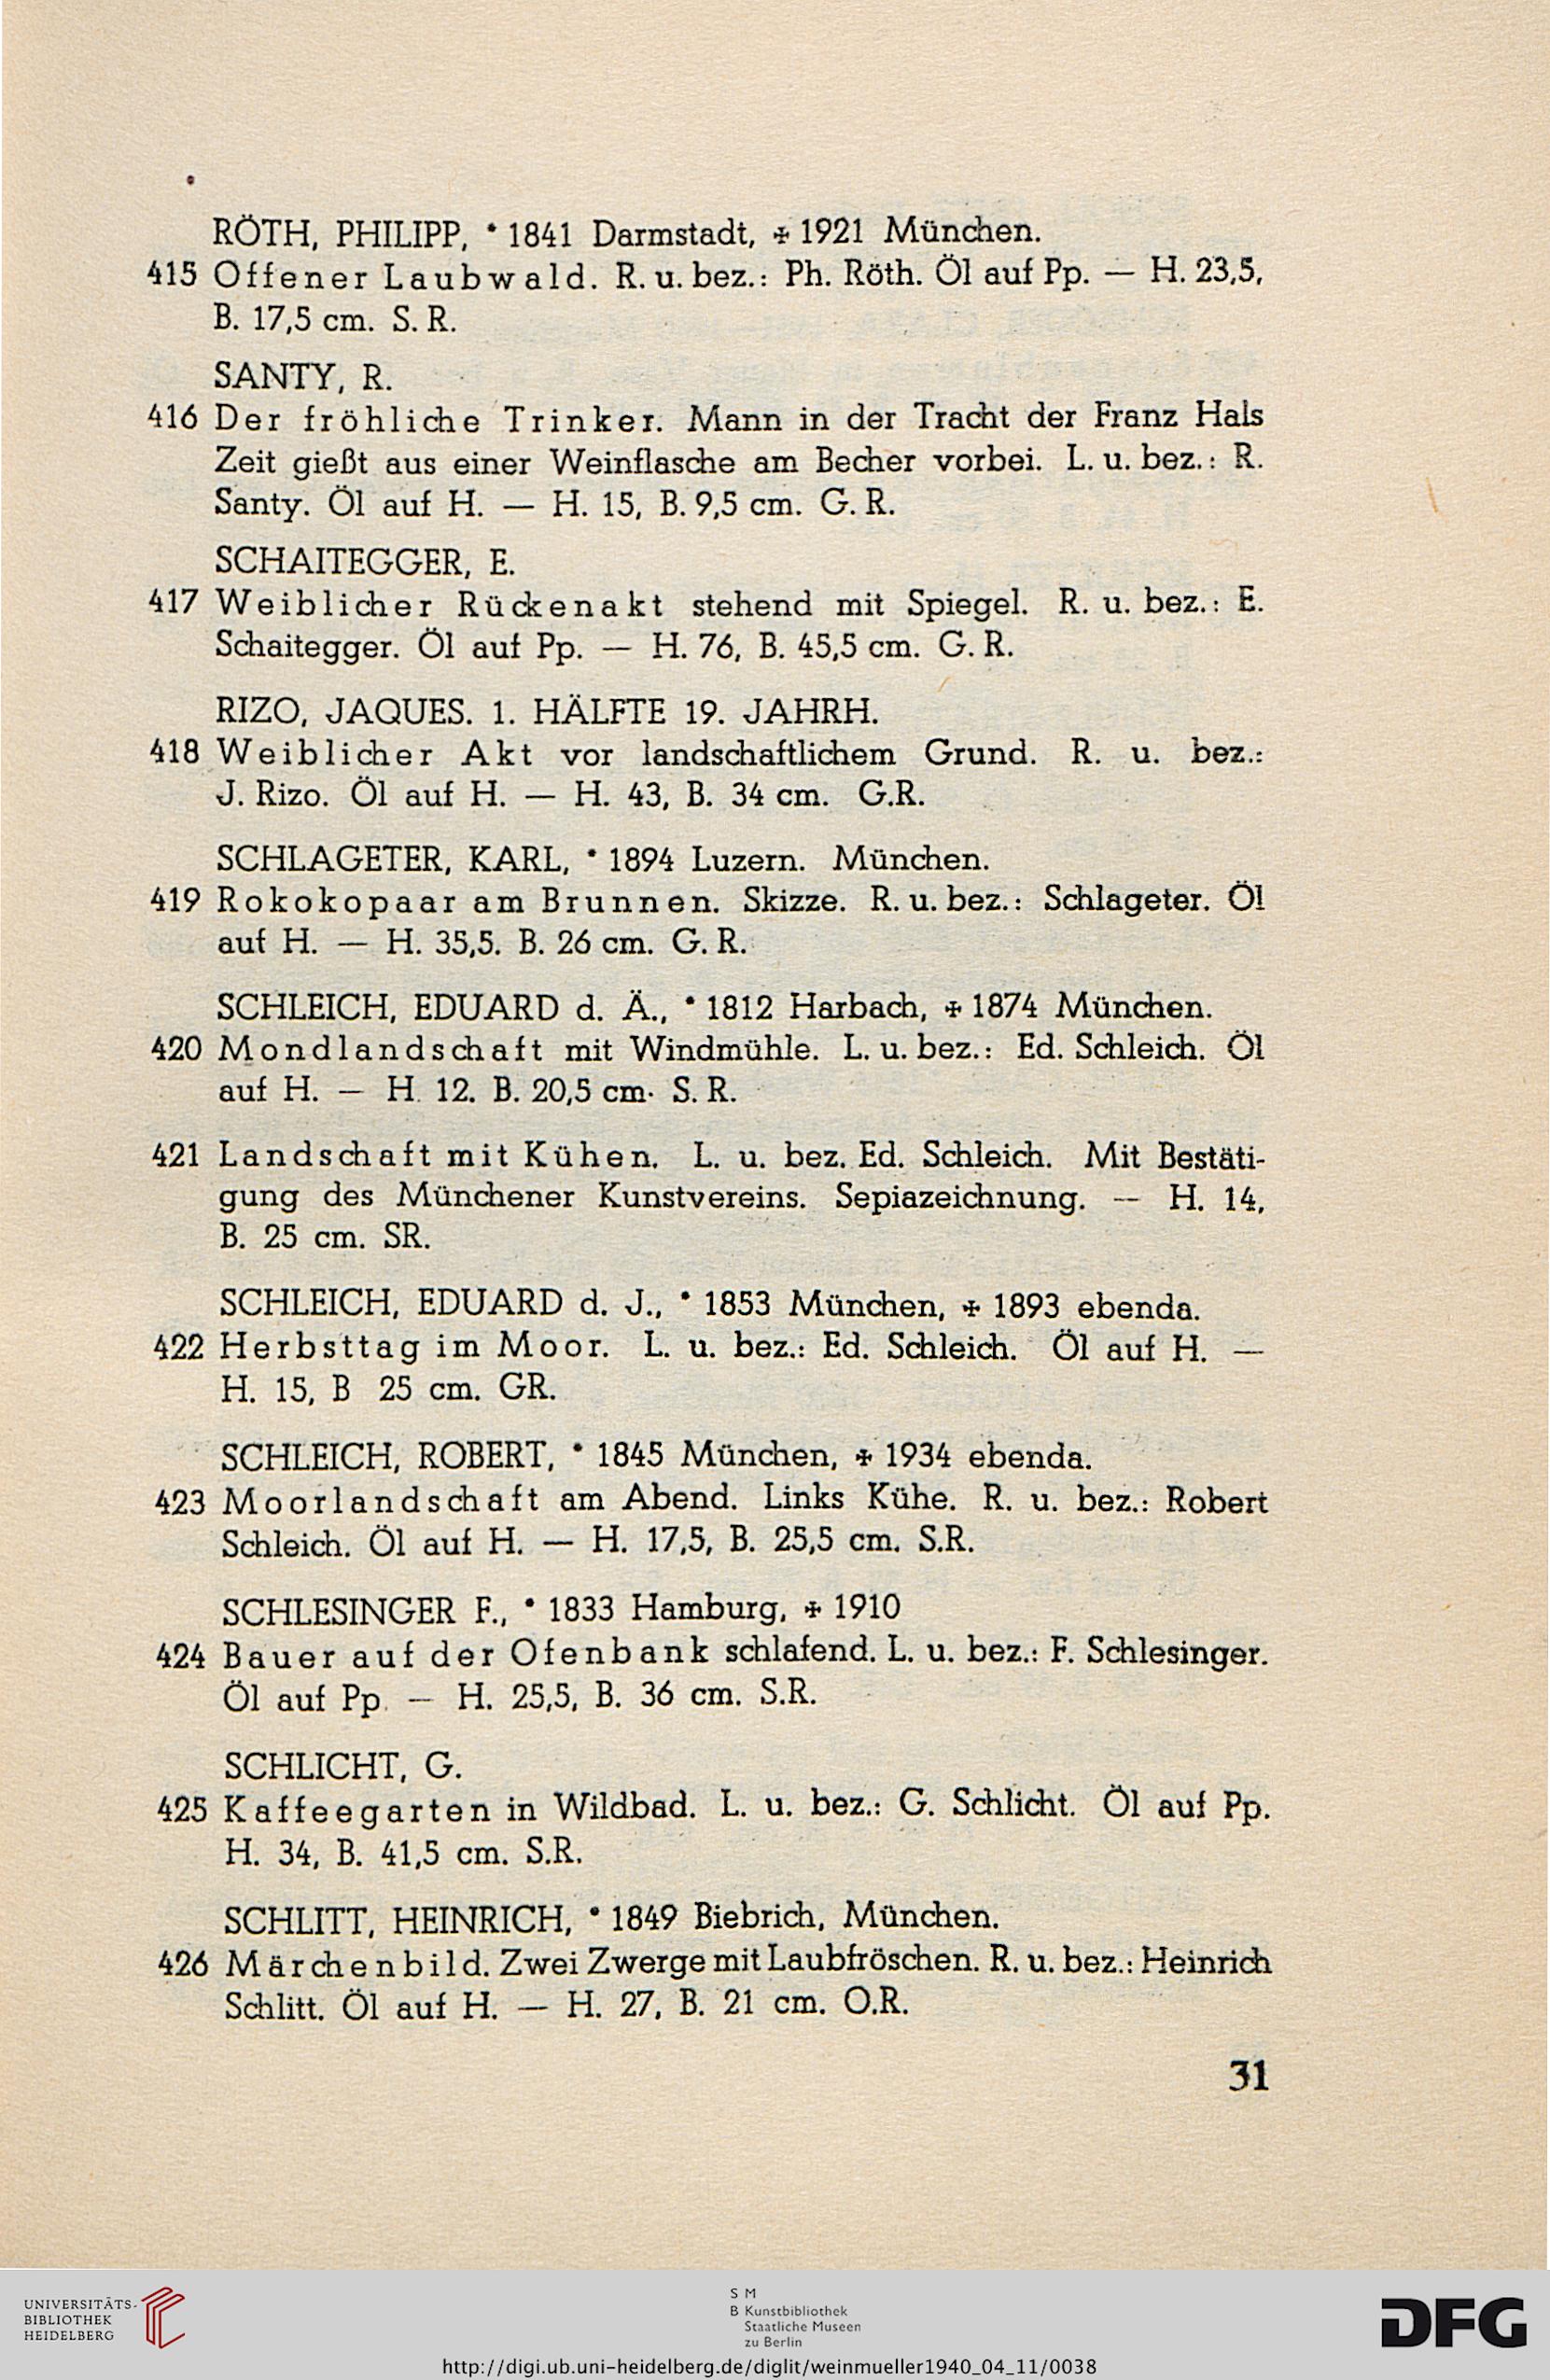 RÖTH, PHILIPP, * 1841 Darmstadt, ✠ 1921 München.
415 Offener Laubwald. R. u. bez.: Ph. Röth. Öl auf Pp. — H. 23,5,
B. 17,5 cm. S. R.
SANTY, R.
416 Der fröhliche Trinker. Mann in der Tracht der Franz Hals
Zeit gießt aus einer Weinflasche am Becher vorbei. L. u. bez.: R.
Santy. Öl auf H. — H. 15, B. 9,5 cm. G. R.
SCHAITEGGER, E.
417 Weiblicher Rückenakt stehend mit Spiegel. R. u. bez.: E.
Schaitegger. Öl auf Pp. — H. 76, B. 45,5 cm. G. R.
RIZO, JAQUES. 1. HÄLFTE 19. JAHRH.
418 Weiblicher Akt vor landschaftlichem Grund. R. u. bez.:
J. Rizo. Öl auf H. — H. 43, B. 34 cm. G.R.
SCHLAGETER, KARL, * 1894 Luzern. München.
419 Rokokopaar am Brunnen. Skizze. R. u. bez.: Schlageter. Öl
auf H. — H. 35,5. B. 26 cm. G. R.
SCHLEICH, EDUARD d. Ä., * 1812 Harbach, ✠ 1874 München.
420 Mondlandschaft mit Windmühle. L. u. bez.: Ed. Schleich. Öl
auf H. — H. 12. B. 20,5 cm. S. R.
421 Landschaft mit Kühen. L. u. bez. Ed. Schleich. Mit Bestäti-
gung des Münchener Kunstvereins. Sepiazeichnung. — H. 14,
B. 25 cm. SR.
SCHLEICH, EDUARD d. J., * 1853 München, ✠ 1893 ebenda.
422 Herbsttag im Moor. L. u. bez.: Ed. Schleich. Öl auf H. —
H. 15, B 25 cm. GR.
SCHLEICH, ROBERT, * 1845 München, ✠ 1934 ebenda.
423 Moorlandschaft am Abend. Links Kühe. R. u. bez.: Robert
Schleich. Öl auf H. — H. 17,5, B. 25,5 cm. S.R.
SCHLESINGER F., * 1833 Hamburg, ✠ 1910
424 Bauer auf der Ofenbank schlafend. L. u. bez.: F. Schlesinger.
Öl auf Pp. — H. 25,5, B. 36 cm. S.R.
SCHLICHT, G.
425 Kaffeegarten in Wildbad. L. u. bez.: G. Schlicht. Öl auf Pp.
H. 34, B. 41,5 cm. S.R.
SCHLITT, HEINRICH, * 1849 Biebrich, München.
426 Märchenbild. Zwei Zwerge mit Laubfröschen. R. u. bez.: Heinrich
Schlitt. Öl auf H. — H. 27, B. 21 cm. O.R.
31
UNIVERSITÄTS-
BIBLIOTHEK
HEIDELBERG
S M
B Kunstbibliothek
Staatliche Museen
zu Berlin
DFG
http://digi.ub.uni-heidelberg.de/diglit/weinmueller1940_04_11/0038